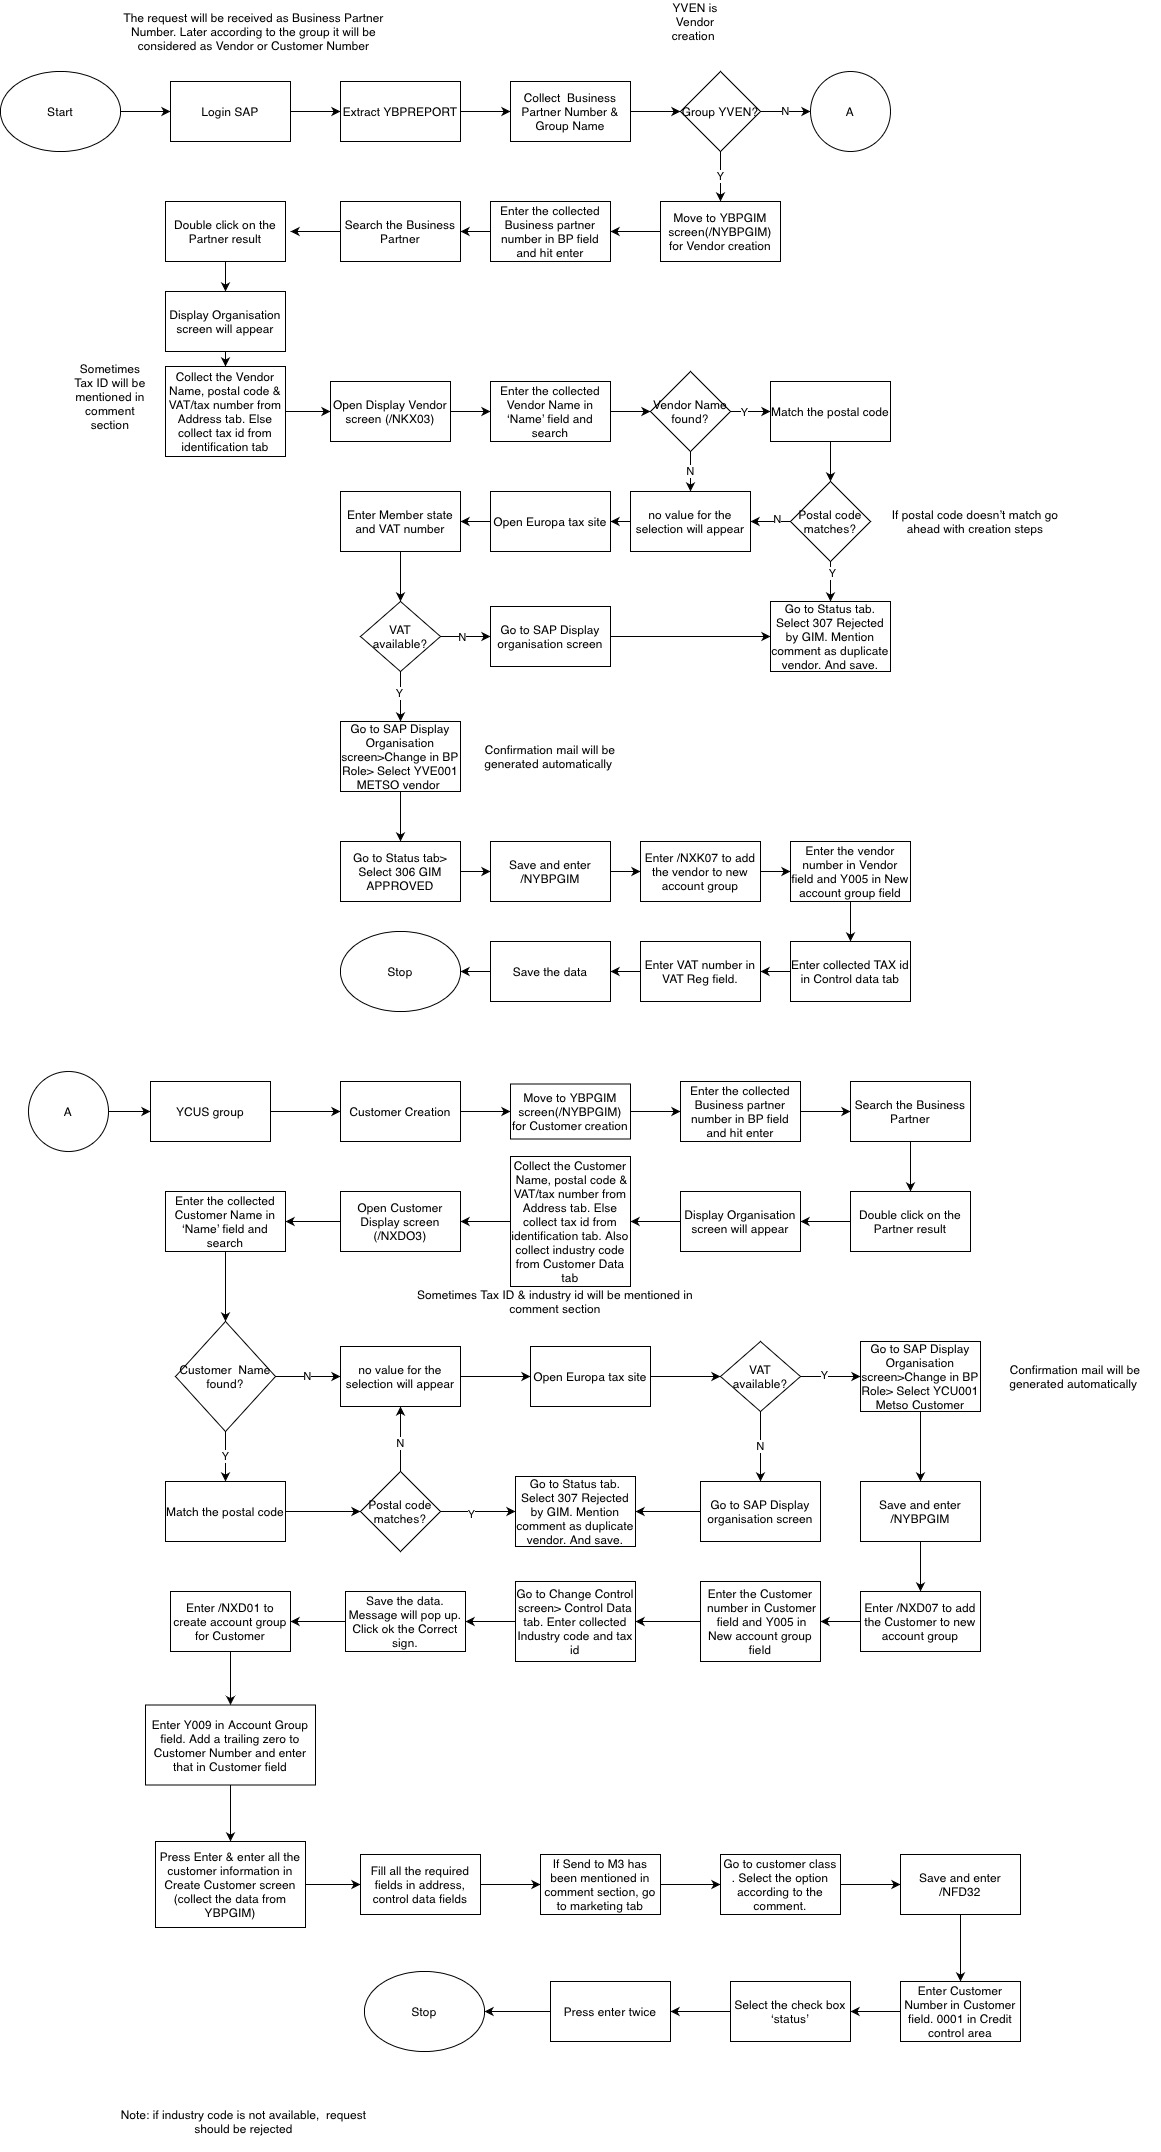 The request will be received as Business Partner
Number. Later according to the group it will be
considered as Vendor or Customer Number
YVEN is
Vendor
creation
Start
Login SAP
Extract YBPREPORT
Collect Business
Partner Number &
Group Name
Group YVEN?
N
A
Y
Move to YBPGIM
screen(/NYBPGIM)
for Vendor creation
Enter the collected
Business partner
number in BP field
and hit enter
Search the Business
Partner
Double click on the
Partner result
Display Organisation
screen will appear
Sometimes
Tax ID will be
mentioned in
comment
section
Collect the Vendor
Name, postal code &
VAT/tax number from
Address tab. Else
collect tax id from
identification tab
Open Display Vendor
screen (/NKX03)
Enter the collected
Vendor Name in
‘Name’ field and
search
Vendor Name
found?
Y
Match the postal code
N
Postal code
matches?
If postal code doesn’t match go
ahead with creation steps
N
no value for the
selection will appear
Open Europa tax site
Enter Member state
and VAT number
Y
VAT
available?
N
Go to SAP Display
organisation screen
Go to Status tab.
Select 307 Rejected
by GIM. Mention
comment as duplicate
vendor. And save.
Y
Go to SAP Display
Organisation
screen>Change in BP
Role> Select YVE001
METSO vendor
Confirmation mail will be
generated automatically
Go to Status tab>
Select 306 GIM
APPROVED
Save and enter
/NYBPGIM
Enter /NXK07 to add
the vendor to new
account group
Enter the vendor
number in Vendor
field and Y005 in New
account group field
Enter collected TAX id
in Control data tab
Enter VAT number in
VAT Reg field.
Save the data
Stop
A
YCUS group
Customer Creation
Move to YBPGIM
screen(/NYBPGIM)
for Customer creation
Enter the collected
Business partner
number in BP field
and hit enter
Search the Business
Partner
Double click on the
Partner result
Display Organisation
screen will appear
Collect the Customer
Name, postal code &
VAT/tax number from
Address tab. Else
collect tax id from
identification tab. Also
collect industry code
from Customer Data
tab
Sometimes Tax ID & industry id will be mentioned in
comment section
Open Customer
Display screen
(/NXDO3)
Enter the collected
Customer Name in
‘Name’ field and
search
Customer Name
found?
N
no value for the
selection will appear
Open Europa tax site
VAT
available?
Y
Go to SAP Display
Organisation
screen>Change in BP
Role> Select YCU001
Metso Customer
Confirmation mail will be
generated automatically
Y
N
N
Match the postal code
Postal code
matches?
Y
Go to Status tab.
Select 307 Rejected
by GIM. Mention
comment as duplicate
vendor. And save.
Go to SAP Display
organisation screen
Save and enter
/NYBPGIM
Enter /NXD07 to add
the Customer to new
account group
Enter the Customer
number in Customer
field and Y005 in
New account group
field
Go to Change Control
screen> Control Data
tab. Enter collected
Industry code and tax
id
Save the data.
Message will pop up.
Click ok the Correct
sign.
Enter /NXD01 to
create account group
for Customer
Enter Y009 in Account Group
field. Add a trailing zero to
Customer Number and enter
that in Customer field
Press Enter & enter all the
customer information in
Create Customer screen
(collect the data from
YBPGIM)
Fill all the required
fields in address,
control data fields
If Send to M3 has
been mentioned in
comment section, go
to marketing tab
Go to customer class
. Select the option
according to the
comment.
Save and enter
/NFD32
Enter Customer
Number in Customer
field. 0001 in Credit
control area
Select the check box
‘status’
Press enter twice
Stop
Note: if industry code is not available, request
should be rejected